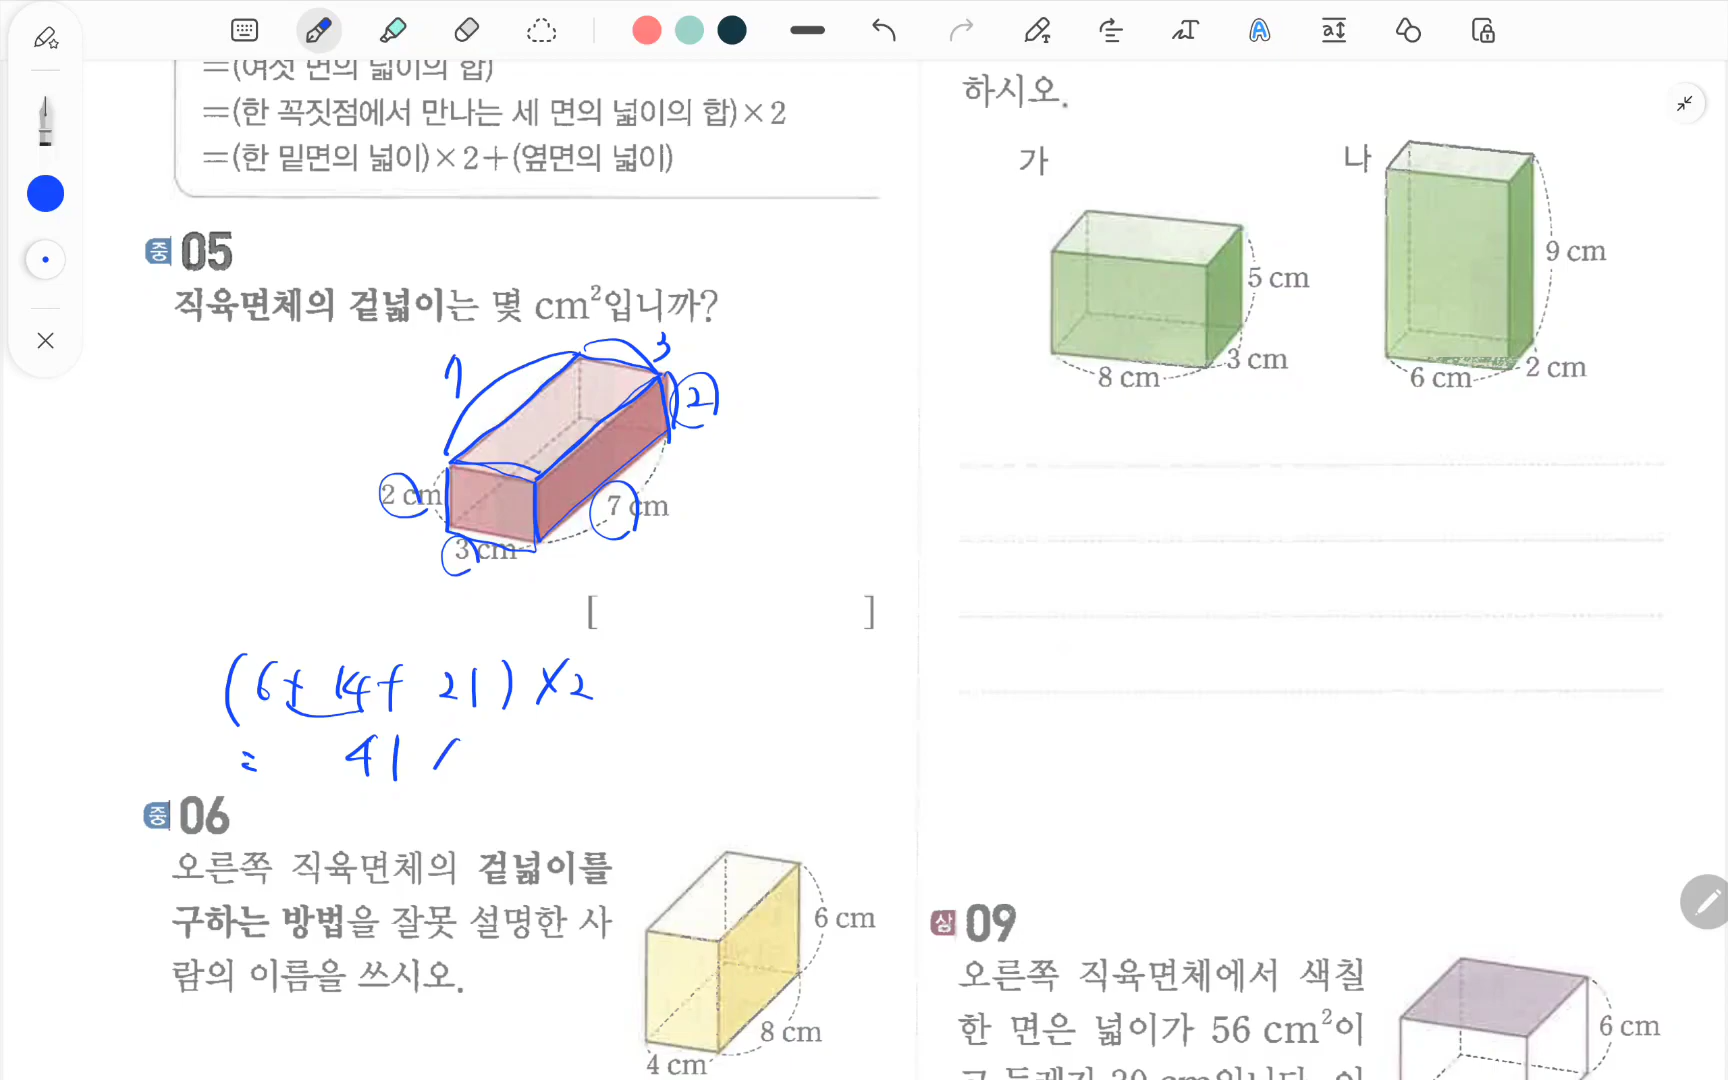 =(여섯 면의 넓이의 합)
=(한 꼭짓점에서 만나는 세 면의 넓이의 합)×2
=(한 밑면의 넓이)×2+(옆면의 넓이)
중 05
직육면체의 겉넓이는 몇 cm²입니까?
7
3
2
2 cm
7 cm
3 cm
[ ]
(6+14+21)×2
= 41
중 06
오른쪽 직육면체의 겉넓이를
구하는 방법을 잘못 설명한 사
람의 이름을 쓰시오.
6 cm
8 cm
4 cm
하시오.
가
나
5 cm
3 cm
8 cm
9 cm
2 cm
6 cm
상 09
오른쪽 직육면체에서 색칠
한 면은 넓이가 56 cm²이
6 cm